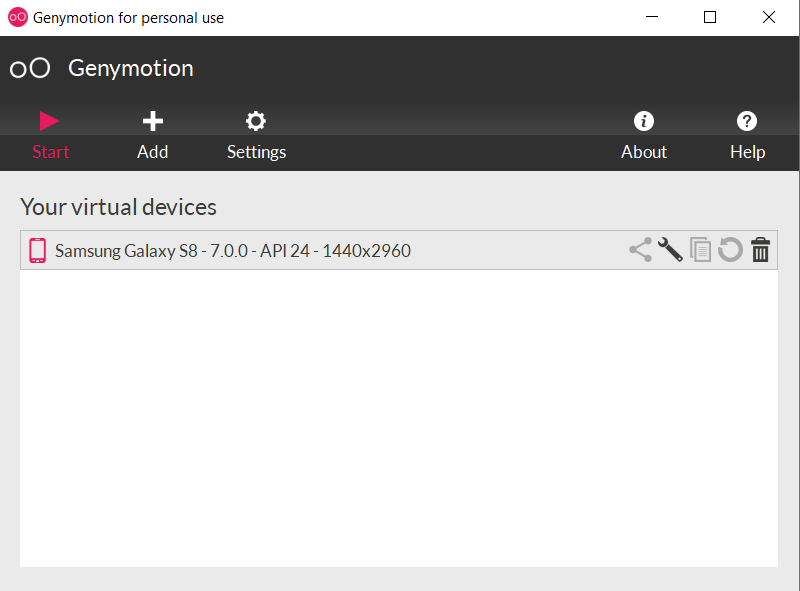 Genymotion for personal use
Genymotion
Start Add Settings About Help
Your virtual devices
Samsung Galaxy S8 - 7.0.0 - API 24 - 1440x2960